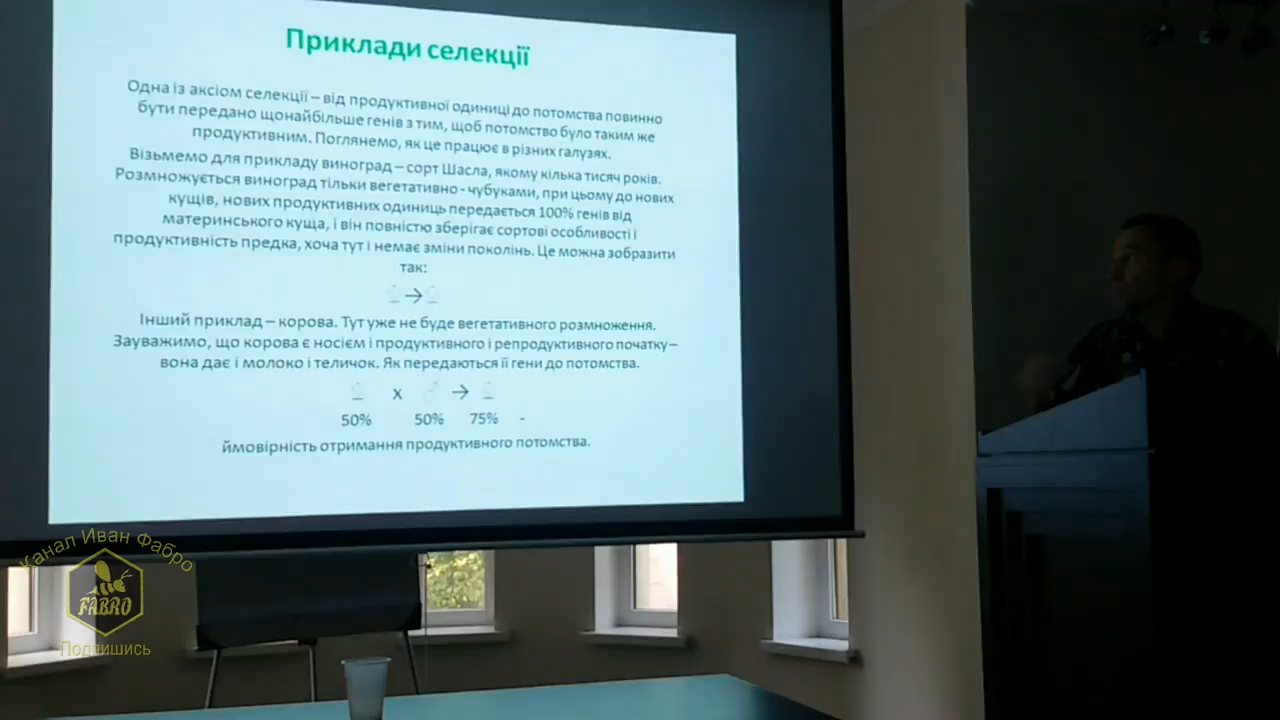 Приклади селекції
Одна із аксіом селекції – від продуктивної одиниці до потомства повинно
бути передано щонайбільше генів з тим, щоб потомство було таким же
продуктивним. Поглянемо, як це працює в різних галузях.
Візьмемо для прикладу виноград – сорт Шасла, якому кілька тисяч років.
Розмножується виноград тільки вегетативно - чубуками, при цьому до нових
кущів, нових продуктивних одиниць передається 100% генів від
материнського куща, і він повністю зберігає сортові особливості і
продуктивність предка, хоча тут і немає зміни поколінь. Це можна зобразити
так:
♀→♀
Інший приклад – корова. Тут уже не буде вегетативного розмноження.
Зауважимо, що корова є носієм і продуктивного і репродуктивного початку –
вона дає і молоко і теличок. Як передаються її гени до потомства.
♀ х ♂ → ♀
50% 50% 75% -
ймовірність отримання продуктивного потомства.
Канал Иван Фабро
FABRO
Подпишись